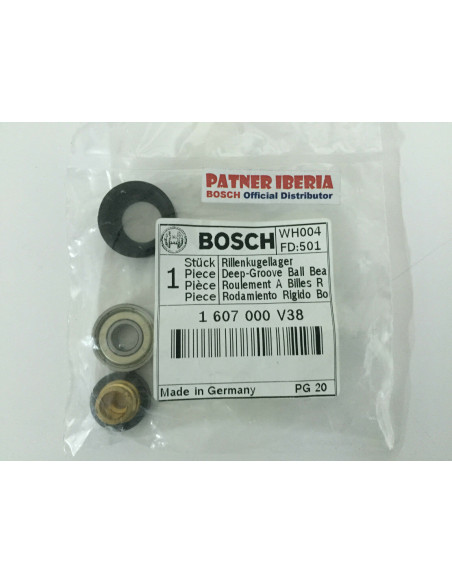 PATNER IBERIA
BOSCH Official Distributor
BOSCH
WH004
FD:501
1
Stück Rillenkugellager
Piece Deep-Groove Ball Bea
Pièce Roulement A Billes R
Piece Rodamiento Rigido Bo
1 607 000 V38
Made in Germany PG 20